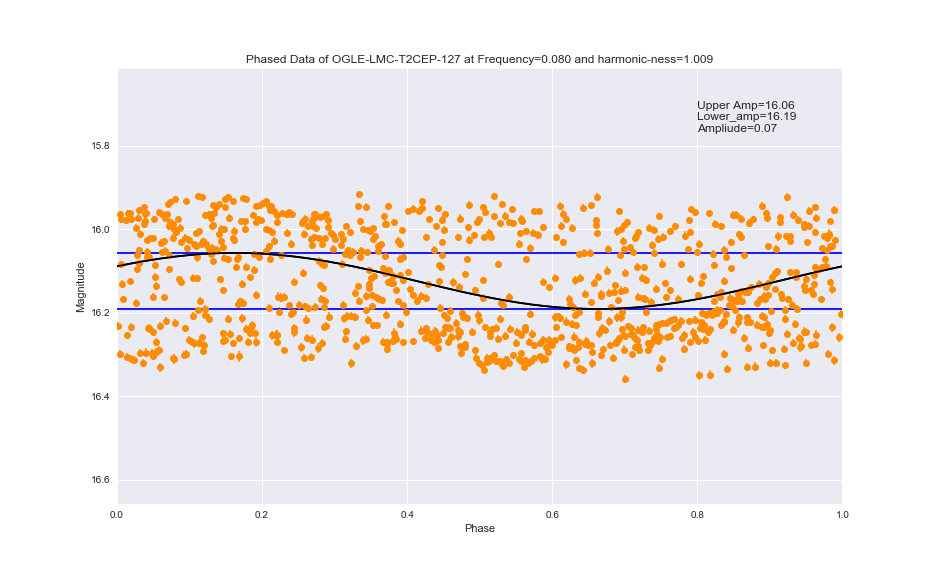 Phased Data of OGLE-LMC-T2CEP-127 at Frequency=0.080 and harmonic-ness=1.009
Upper Amp=16.06
Lower_amp=16.19
Ampliude=0.07
15.8
16.0
16.2
16.4
16.6
Magnitude
0.0 0.2 0.4 0.6 0.8 1.0
Phase